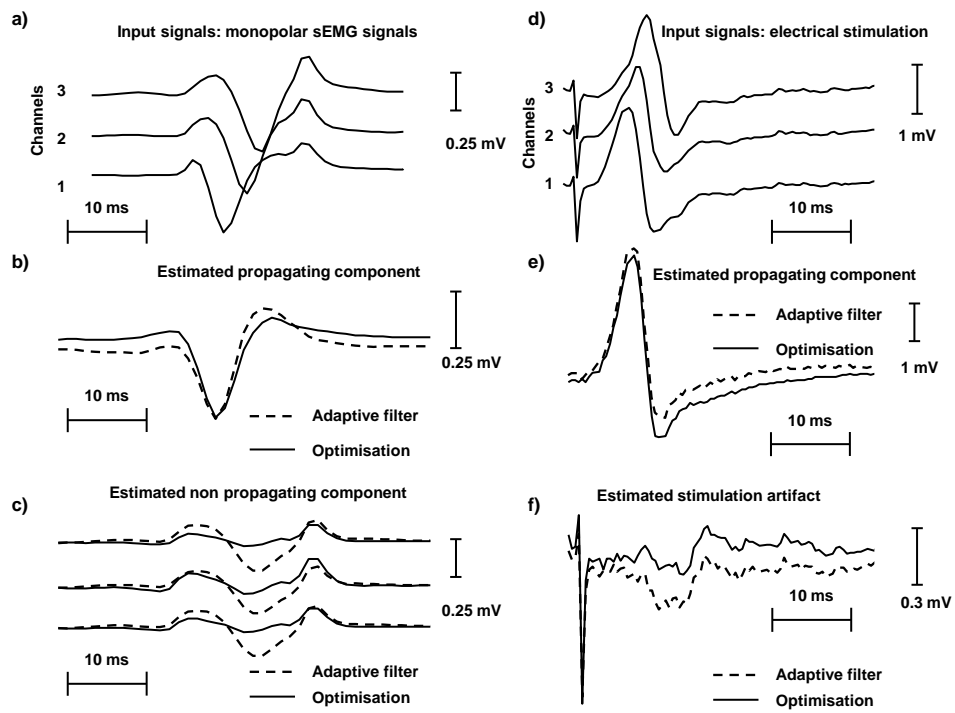 a)
Input signals: monopolar sEMG signals
Channels
3
2
1
0.25 mV
10 ms
b)
Estimated propagating component
0.25 mV
10 ms
Adaptive filter
Optimisation
c)
Estimated non propagating component
0.25 mV
10 ms
Adaptive filter
Optimisation
d)
Input signals: electrical stimulation
Channels
3
2
1
1 mV
10 ms
e)
Estimated propagating component
Adaptive filter
Optimisation
1 mV
10 ms
f)
Estimated stimulation artifact
10 ms
0.3 mV
Adaptive filter
Optimisation